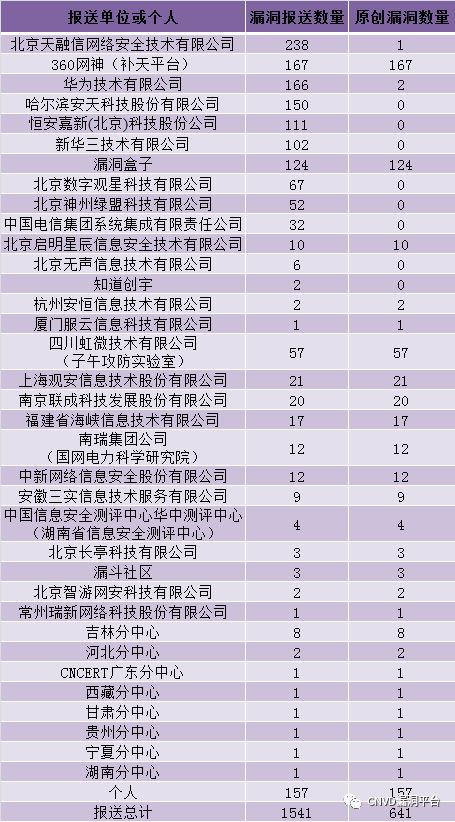 报送单位或个人 漏洞报送数量 原创漏洞数量
北京天融信网络安全技术有限公司 238 1
360网神（补天平台） 167 167
华为技术有限公司 166 2
哈尔滨安天科技股份有限公司 150 0
恒安嘉新(北京)科技股份公司 111 0
新华三技术有限公司 102 0
漏洞盒子 124 124
北京数字观星科技有限公司 67 0
北京神州绿盟科技有限公司 52 0
中国电信集团系统集成有限责任公司 32 0
北京启明星辰信息安全技术有限公司 10 10
北京无声信息技术有限公司 6 0
知道创宇 2 0
杭州安恒信息技术有限公司 2 2
厦门服云信息科技有限公司 1 1
四川虹微技术有限公司
（子午攻防实验室） 57 57
上海观安信息技术股份有限公司 21 21
南京联成科技发展股份有限公司 20 20
福建省海峡信息技术有限公司 17 17
南瑞集团公司
（国网电力科学研究院） 12 12
中新网络信息安全股份有限公司 12 12
安徽三实信息技术服务有限公司 9 9
中国信息安全测评中心华中测评中心
（湖南省信息安全测评中心） 4 4
北京长亭科技有限公司 3 3
漏斗社区 3 3
北京智游网安科技有限公司 2 2
常州瑞新网络科技股份有限公司 1 1
吉林分中心 8 8
河北分中心 2 2
CNCERT广东分中心 1 1
西藏分中心 1 1
甘肃分中心 1 1
贵州分中心 1 1
宁夏分中心 1 1
湖南分中心 1 1
个人 157 157
报送总计 1541 641
CNVD漏洞平台